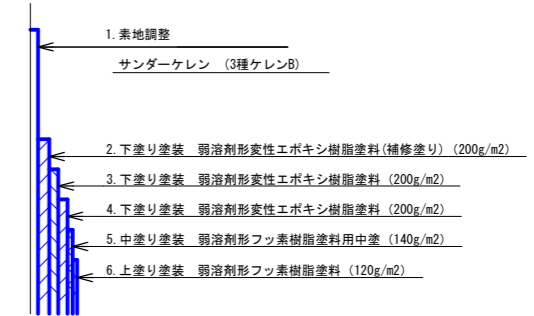 1. 素地調整
サンダーケレン （3種ケレンB)
2. 下塗り塗装　弱溶剤形変性エポキシ樹脂塗料(補修塗り) (200g/m2)
3. 下塗り塗装　弱溶剤形変性エポキシ樹脂塗料 (200g/m2)
4. 下塗り塗装　弱溶剤形変性エポキシ樹脂塗料 (200g/m2)
5. 中塗り塗装　弱溶剤形フッ素樹脂塗料用中塗 (140g/m2)
6. 上塗り塗装　弱溶剤形フッ素樹脂塗料 (120g/m2)